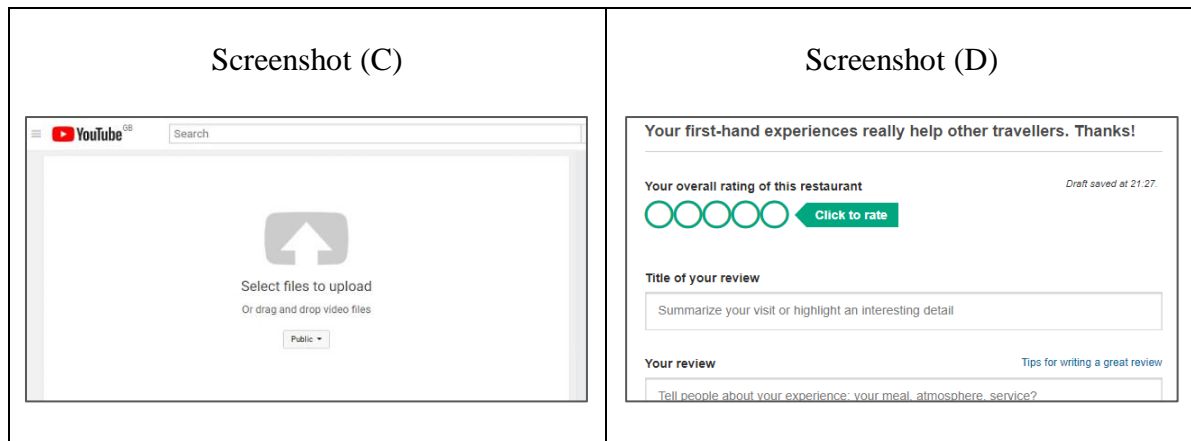 Screenshot (C)
YouTube GB
Search
Select files to upload
Or drag and drop video files
Public
Screenshot (D)
Your first-hand experiences really help other travellers. Thanks!
Your overall rating of this restaurant
Draft saved at 21:27.
Click to rate
Title of your review
Summarize your visit or highlight an interesting detail
Your review
Tips for writing a great review
Tell people about your experience: your meal, atmosphere, service?